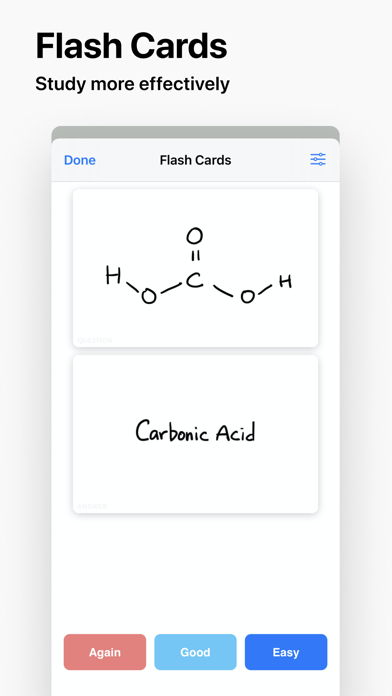 Flash Cards
Study more effectively
Done Flash Cards
O
H C H
O O
QUESTION
Carbonic Acid
ANSWER
Again Good Easy